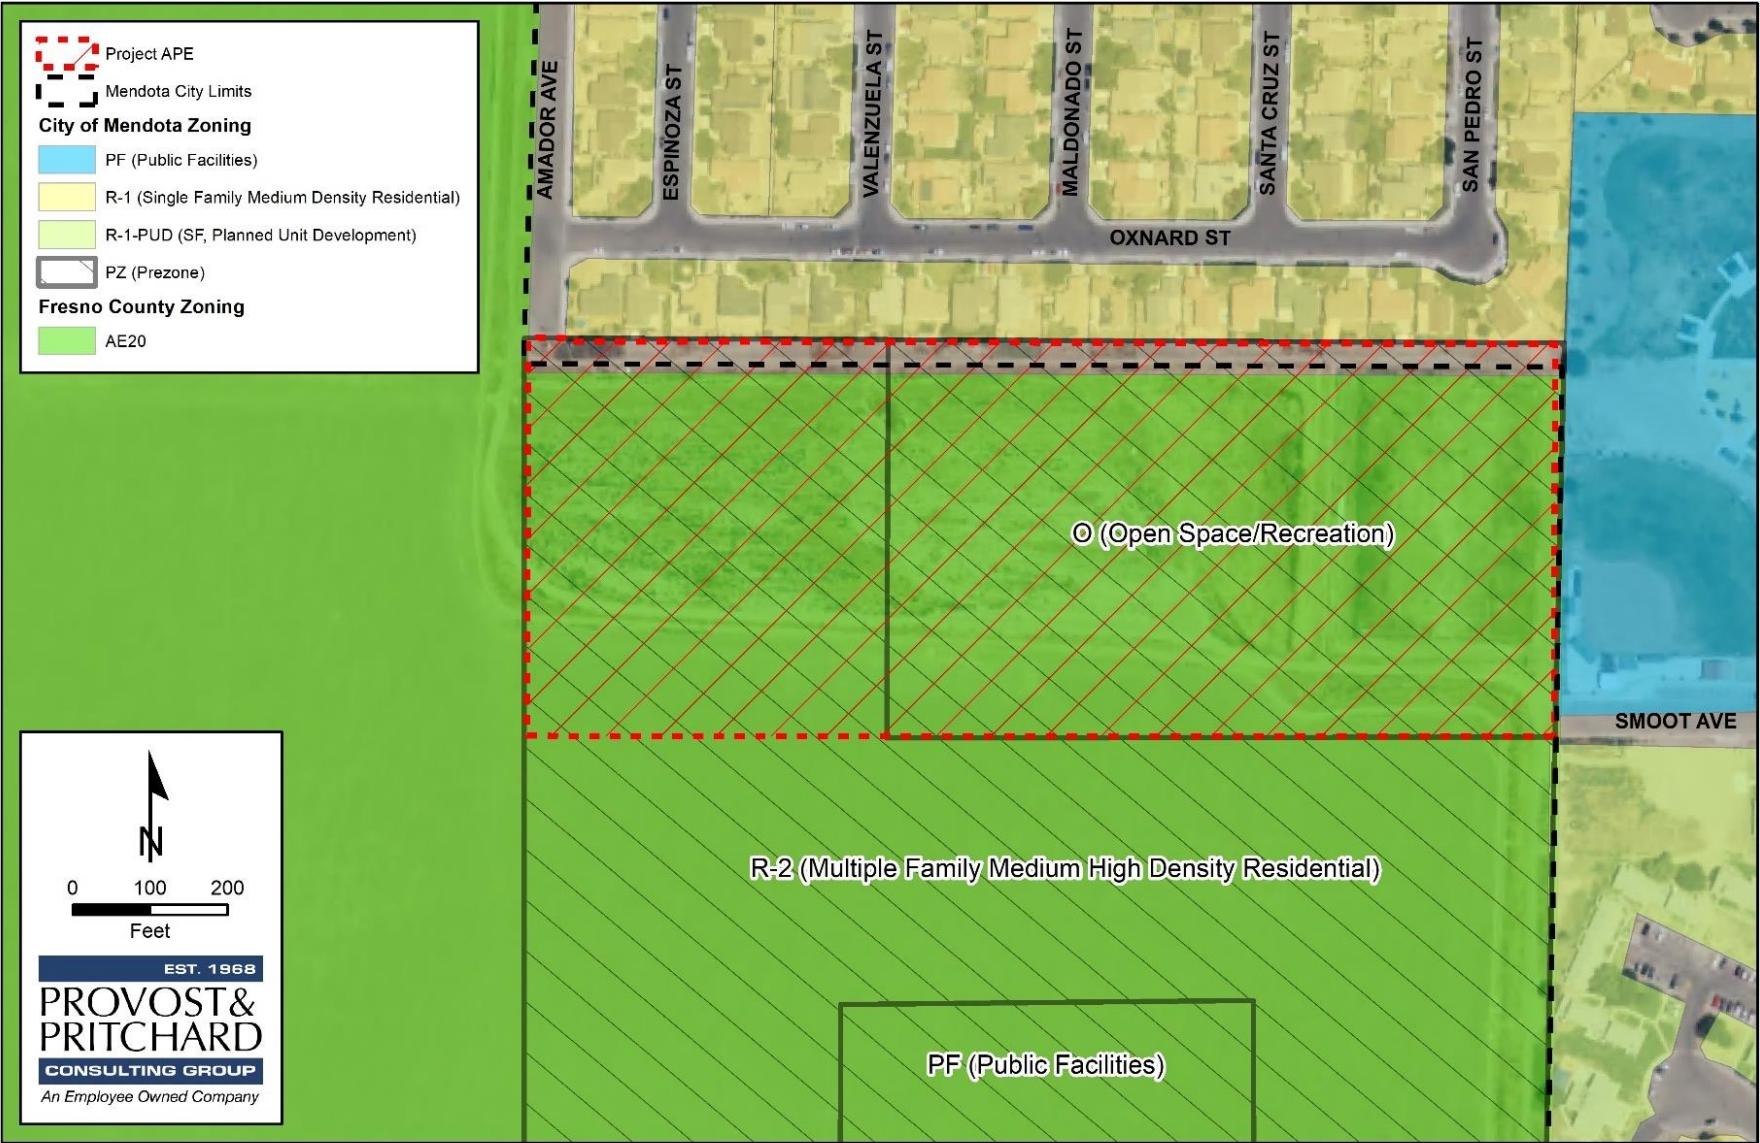 Project APE
Mendota City Limits
City of Mendota Zoning
PF (Public Facilities)
R-1 (Single Family Medium Density Residential)
R-1-PUD (SF, Planned Unit Development)
PZ (Prezone)
Fresno County Zoning
AE20
AMADOR AVE
ESPINOZA ST
VALENZUELA ST
MALDONADO ST
SANTA CRUZ ST
SAN PEDRO ST
OXNARD ST
O (Open Space/Recreation)
SMOOT AVE
R-2 (Multiple Family Medium High Density Residential)
PF (Public Facilities)
N
0 100 200
Feet
EST. 1968
PROVOST&
PRITCHARD
CONSULTING GROUP
An Employee Owned Company